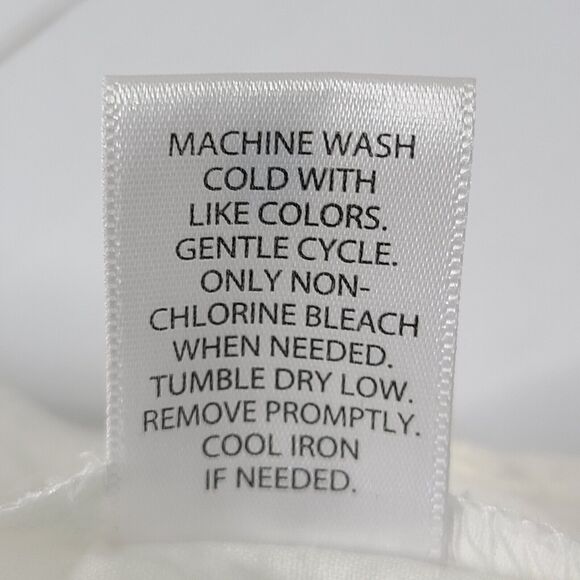 MACHINE WASH
COLD WITH
LIKE COLORS.
GENTLE CYCLE.
ONLY NON-
CHLORINE BLEACH
WHEN NEEDED.
TUMBLE DRY LOW.
REMOVE PROMPTLY.
COOL IRON
IF NEEDED.